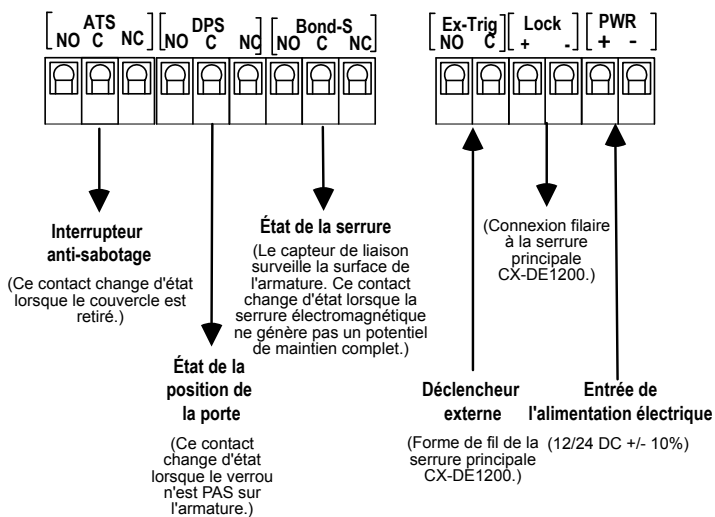 [ ATS ] [ DPS ] [ Bond-S ] [ Ex-Trig ] [ Lock ] [ PWR ]
NO C NC NO C NC NO C NC NO C + - + -
Interrupteur
anti-sabotage
(Ce contact change d'état
lorsque le couvercle est
retiré.)
État de la serrure
(Le capteur de liaison
surveille la surface de
l'armature. Ce contact
change d'état lorsque la
serrure électromagnétique
ne génère pas un potentiel
de maintien complet.)
(Connexion filaire
à la serrure
principale
CX-DE1200.)
État de la
position de
la porte
(Ce contact
change d'état
lorsque le verrou
n'est PAS sur
l'armature.)
Déclencheur
externe
(Forme de fil de la
serrure principale
CX-DE1200.)
Entrée de
l'alimentation électrique
(12/24 DC +/- 10%)